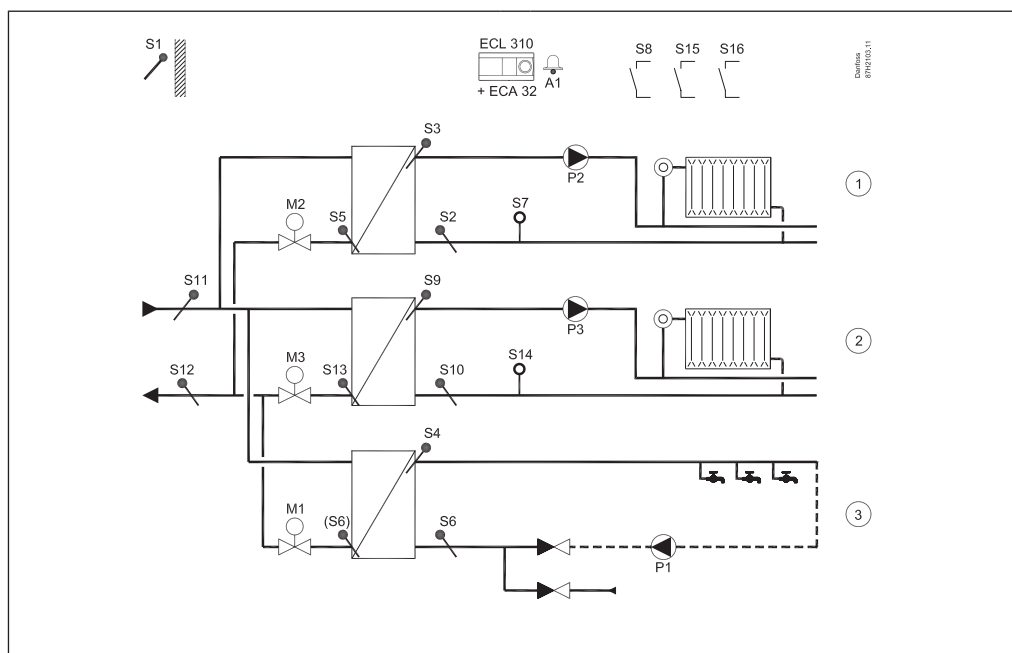 S1
ECL 310
+ ECA 32
A1
S8
S15
S16
Danfoss
87H2103.11
S3
P2
1
M2
S5
S2
S7
S11
S9
P3
2
S12
M3
S13
S10
S14
S4
3
M1
(S6)
S6
P1